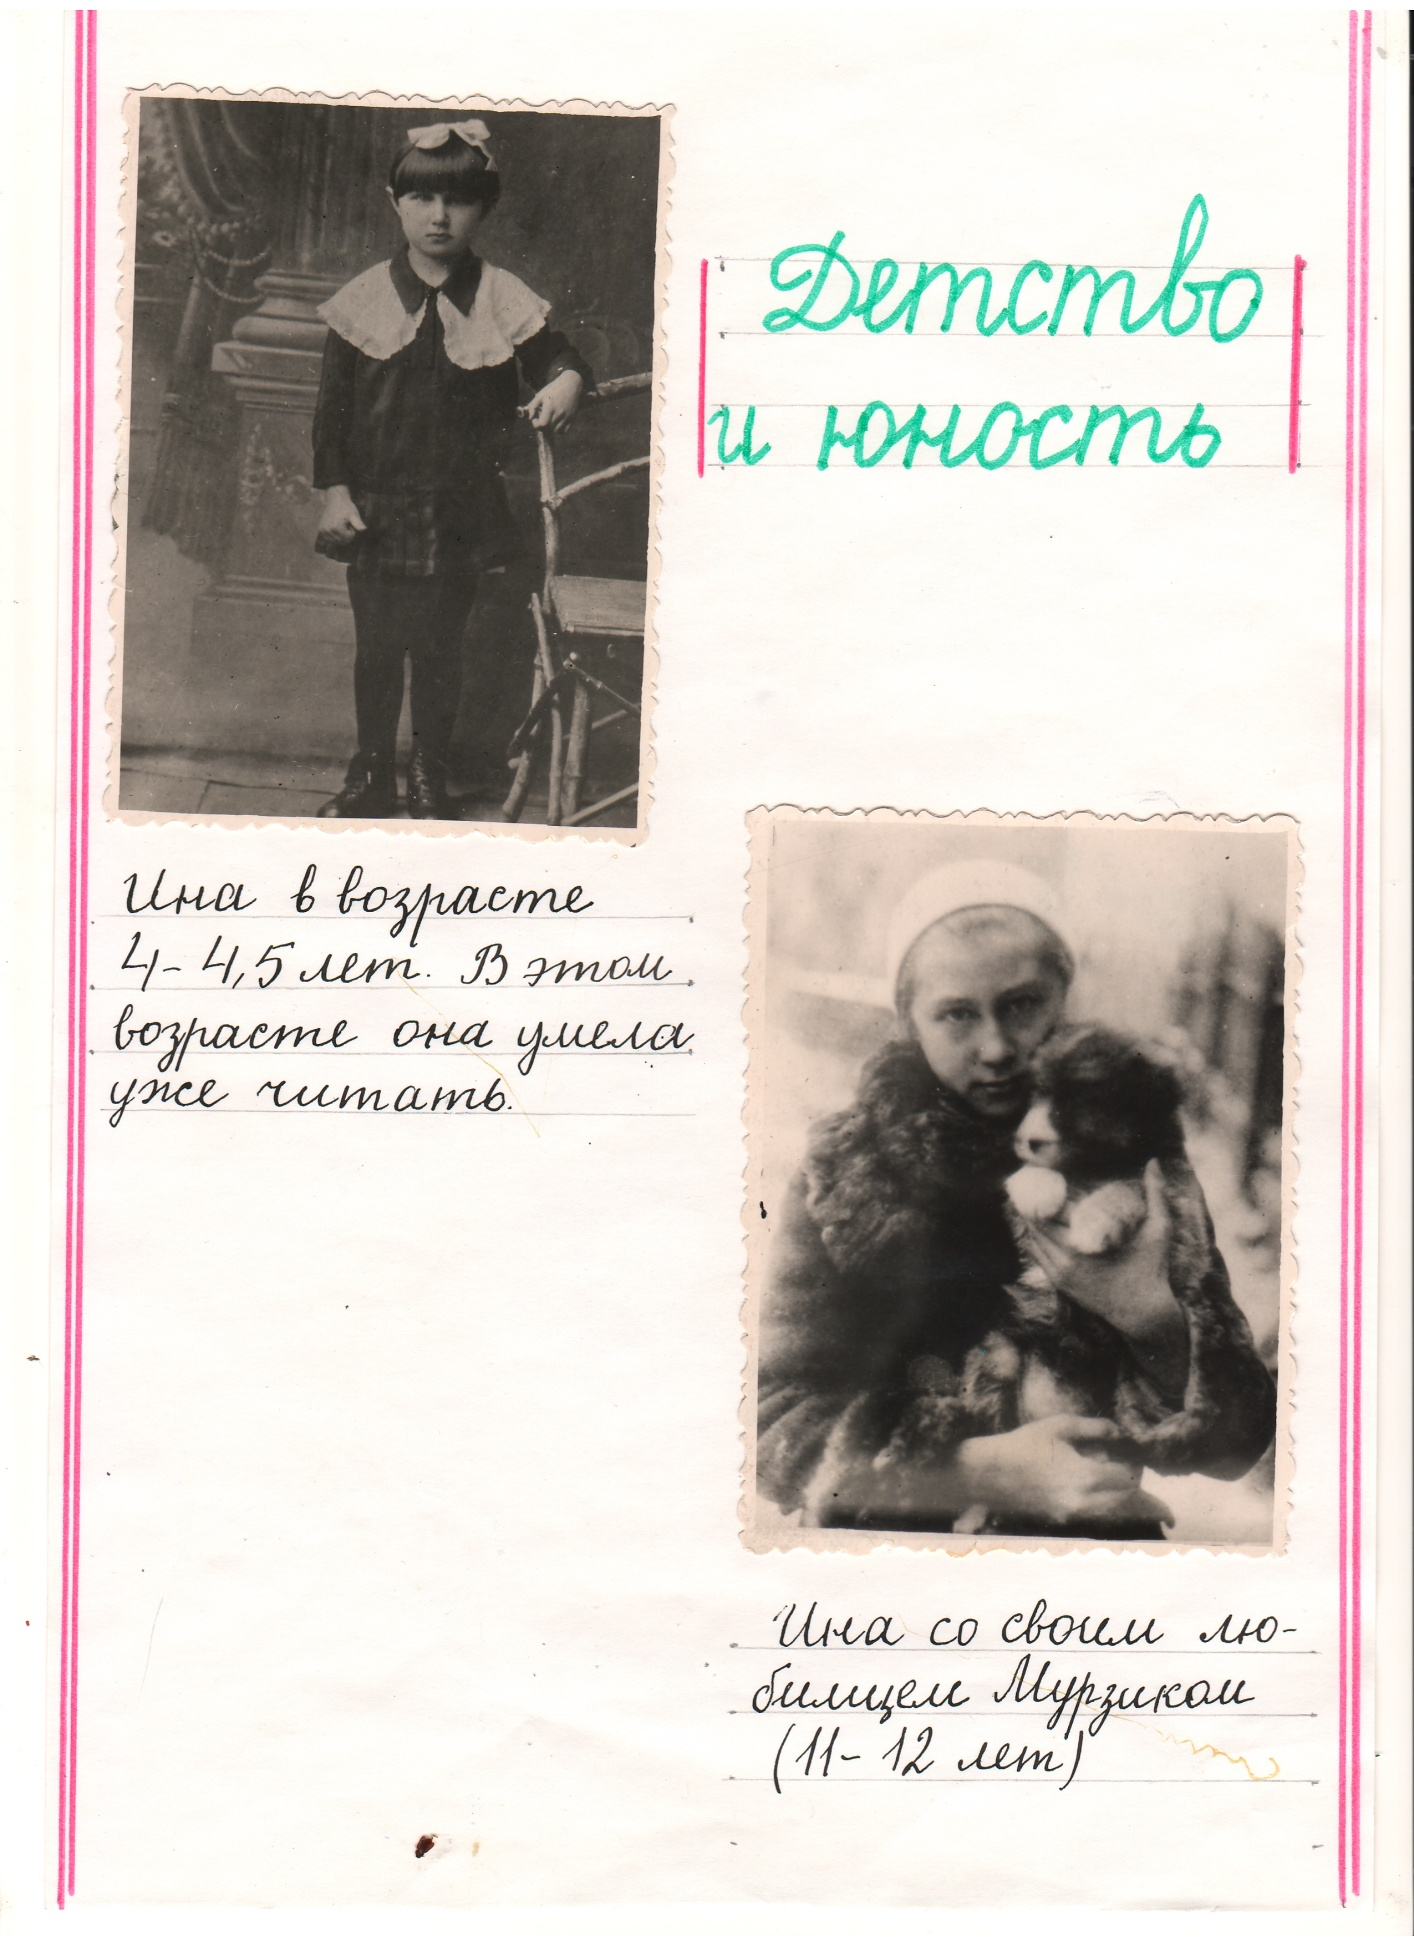 Детство
и юность
Ина в возрасте
4-4,5 лет. В этом
возрасте она умела
уже читать.
Ина со своим лю-
бимцем Мурзиком
(11-12 лет)